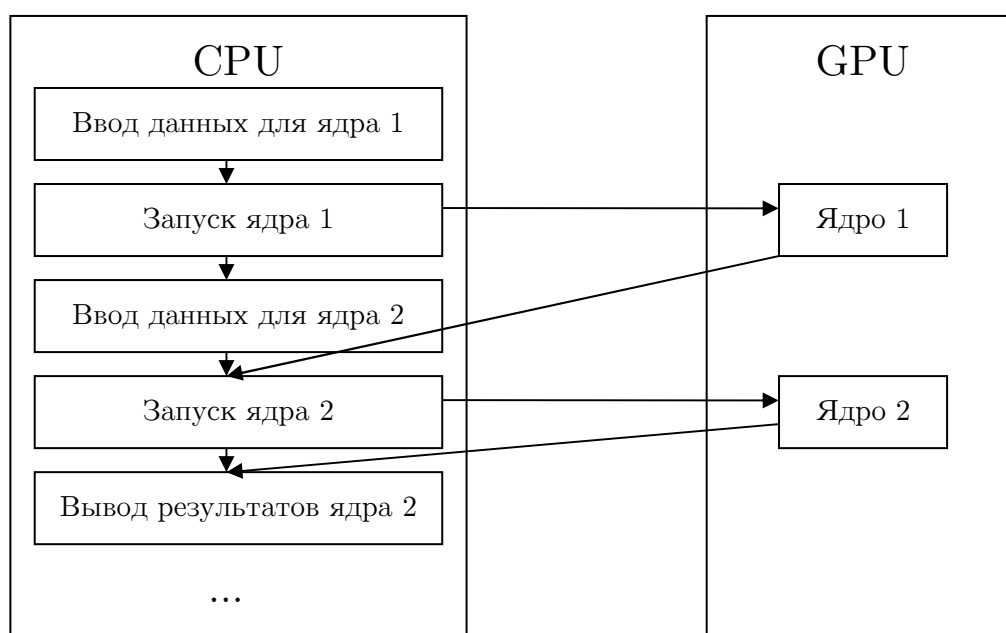 CPU
GPU
Ввод данных для ядра 1
Запуск ядра 1
Ядро 1
Ввод данных для ядра 2
Запуск ядра 2
Ядро 2
Вывод результатов ядра 2
...